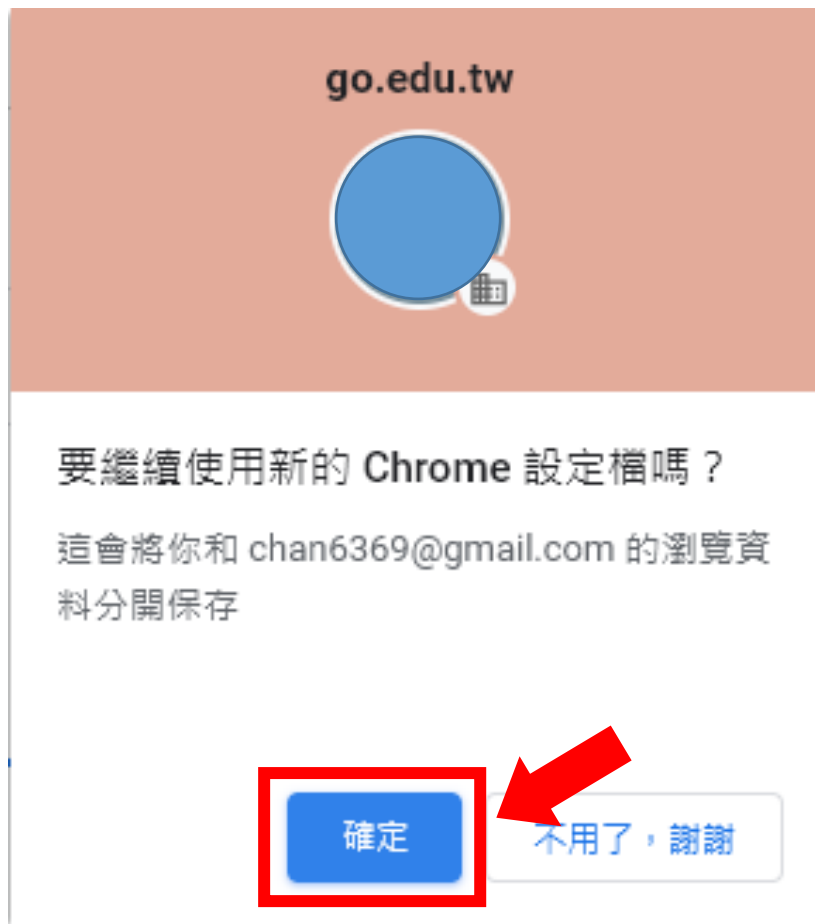 go.edu.tw
要繼續使用新的 Chrome 設定檔嗎？
這會將你和 chan6369@gmail.com 的瀏覽資
料分開保存
確定
不用了，謝謝